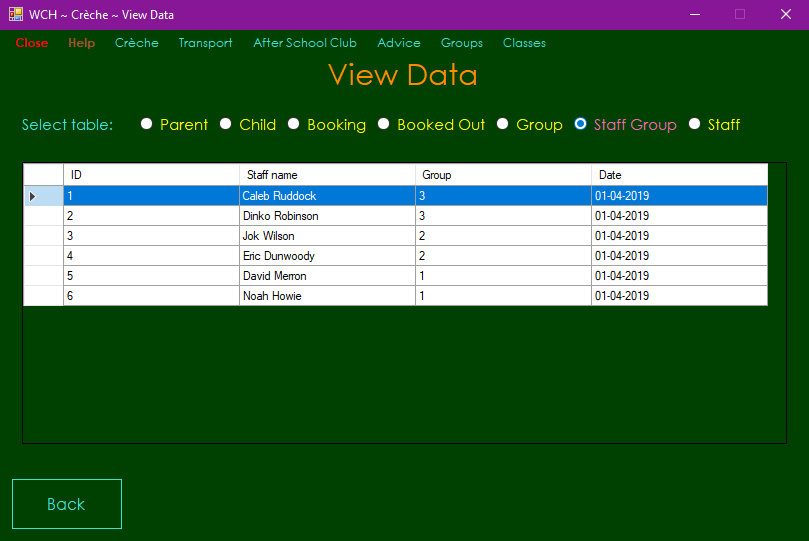 WCH ~ Crèche ~ View Data
Close Help Crèche Transport After School Club Advice Groups Classes
View Data
Select table: Parent Child Booking Booked Out Group Staff Group Staff
ID Staff name Group Date
1 Caleb Ruddock 3 01-04-2019
2 Dinko Robinson 3 01-04-2019
3 Jok Wilson 2 01-04-2019
4 Eric Dunwoody 2 01-04-2019
5 David Merron 1 01-04-2019
6 Noah Howie 1 01-04-2019
Back